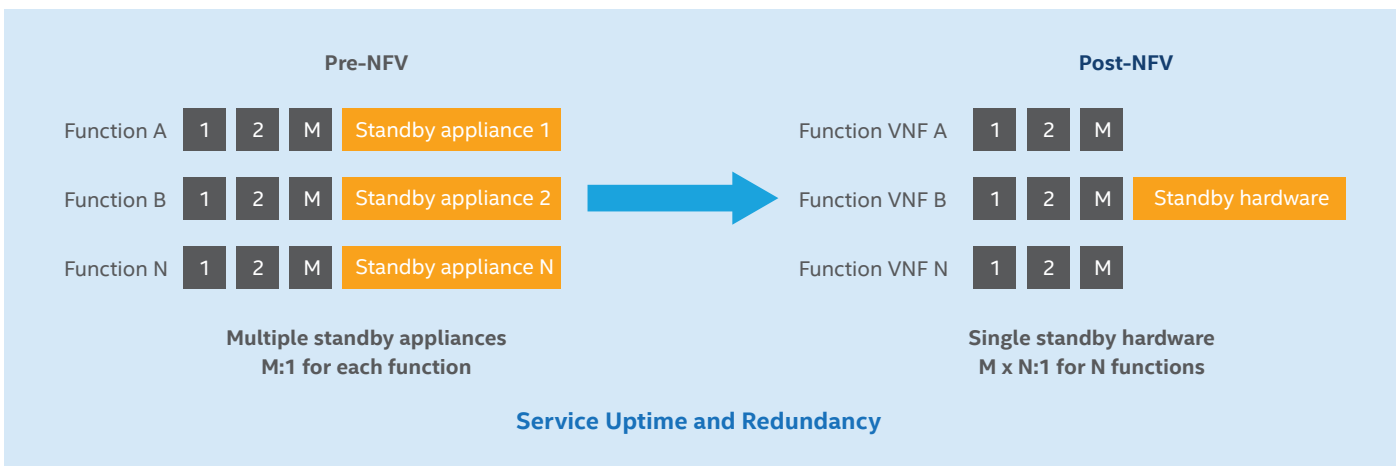 Pre-NFV
Function A 1 2 M Standby appliance 1
Function B 1 2 M Standby appliance 2
Function N 1 2 M Standby appliance N
Multiple standby appliances
M:1 for each function
Post-NFV
Function VNF A 1 2 M
Function VNF B 1 2 M Standby hardware
Function VNF N 1 2 M
Single standby hardware
M x N:1 for N functions
Service Uptime and Redundancy